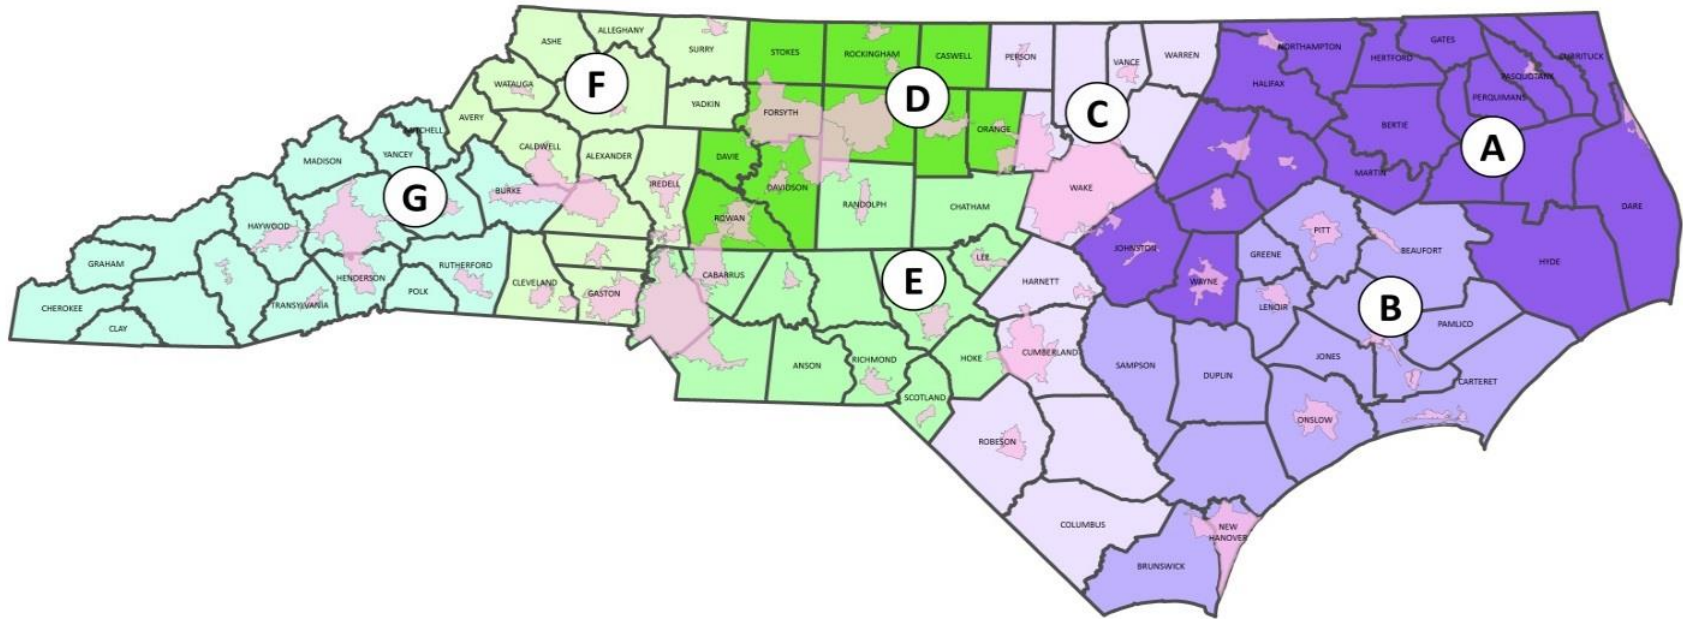 ALLEGHANY
ASHE
SURRY
STOKES
ROCKINGHAM
CASWELL
PERSON
VANCE
WARREN
NORTHAMPTON
GATES
HERTFORD
CURRITUCK
PASQUOTANK
PERQUIMANS
HALIFAX
WATAUGA
F
D
C
A
YADKIN
FORSYTH
AVERY
ORANGE
BERTIE
MITCHELL
YANCEY
MADISON
CALDWELL
ALEXANDER
DAVIE
DAVIDSON
IREDELL
MARTIN
BURKE
G
WAKE
RANDOLPH
CHATHAM
DARE
HAYWOOD
ROWAN
PITT
BEAUFORT
JOHNSTON
GREENE
LEE
HYDE
GRAHAM
RUTHERFORD
HENDERSON
CABARRUS
E
HARNETT
WAYNE
CLEVELAND
GASTON
POLK
CHEROKEE
TRANSYLVANIA
CLAY
LENOIR
B
PAMLICO
CUMBERLAND
HOKE
RICHMOND
ANSON
SAMPSON
DUPLIN
JONES
CARTERET
SCOTLAND
ONSLOW
ROBESON
COLUMBUS
NEW
HANOVER
BRUNSWICK